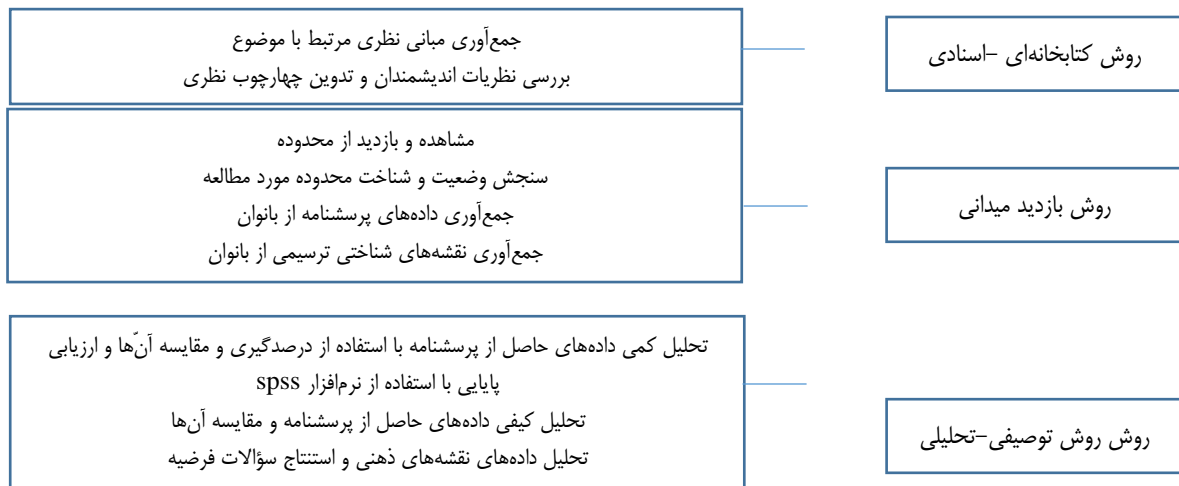 روش کتابخانه‌ای –اسنادی
جمع‌آوری مبانی نظری مرتبط با موضوع
بررسی نظریات اندیشمندان و تدوین چهارچوب نظری
روش بازدید میدانی
مشاهده و بازدید از محدوده
سنجش وضعیت و شناخت محدوده مورد مطالعه
جمع‌آوری داده‌های پرسشنامه از بانوان
جمع‌آوری نقشه‌های شناختی ترسیمی از بانوان
روش روش توصیفی–تحلیلی
تحلیل کمی داده‌های حاصل از پرسشنامه با استفاده از درصدگیری و مقایسه آنّ‌ها و ارزیابی
پایایی با استفاده از نرم‌افزار spss
تحلیل کیفی داده‌های حاصل از پرسشنامه و مقایسه آن‌ها
تحلیل داده‌های نقشه‌های ذهنی و استنتاج سؤالات فرضیه